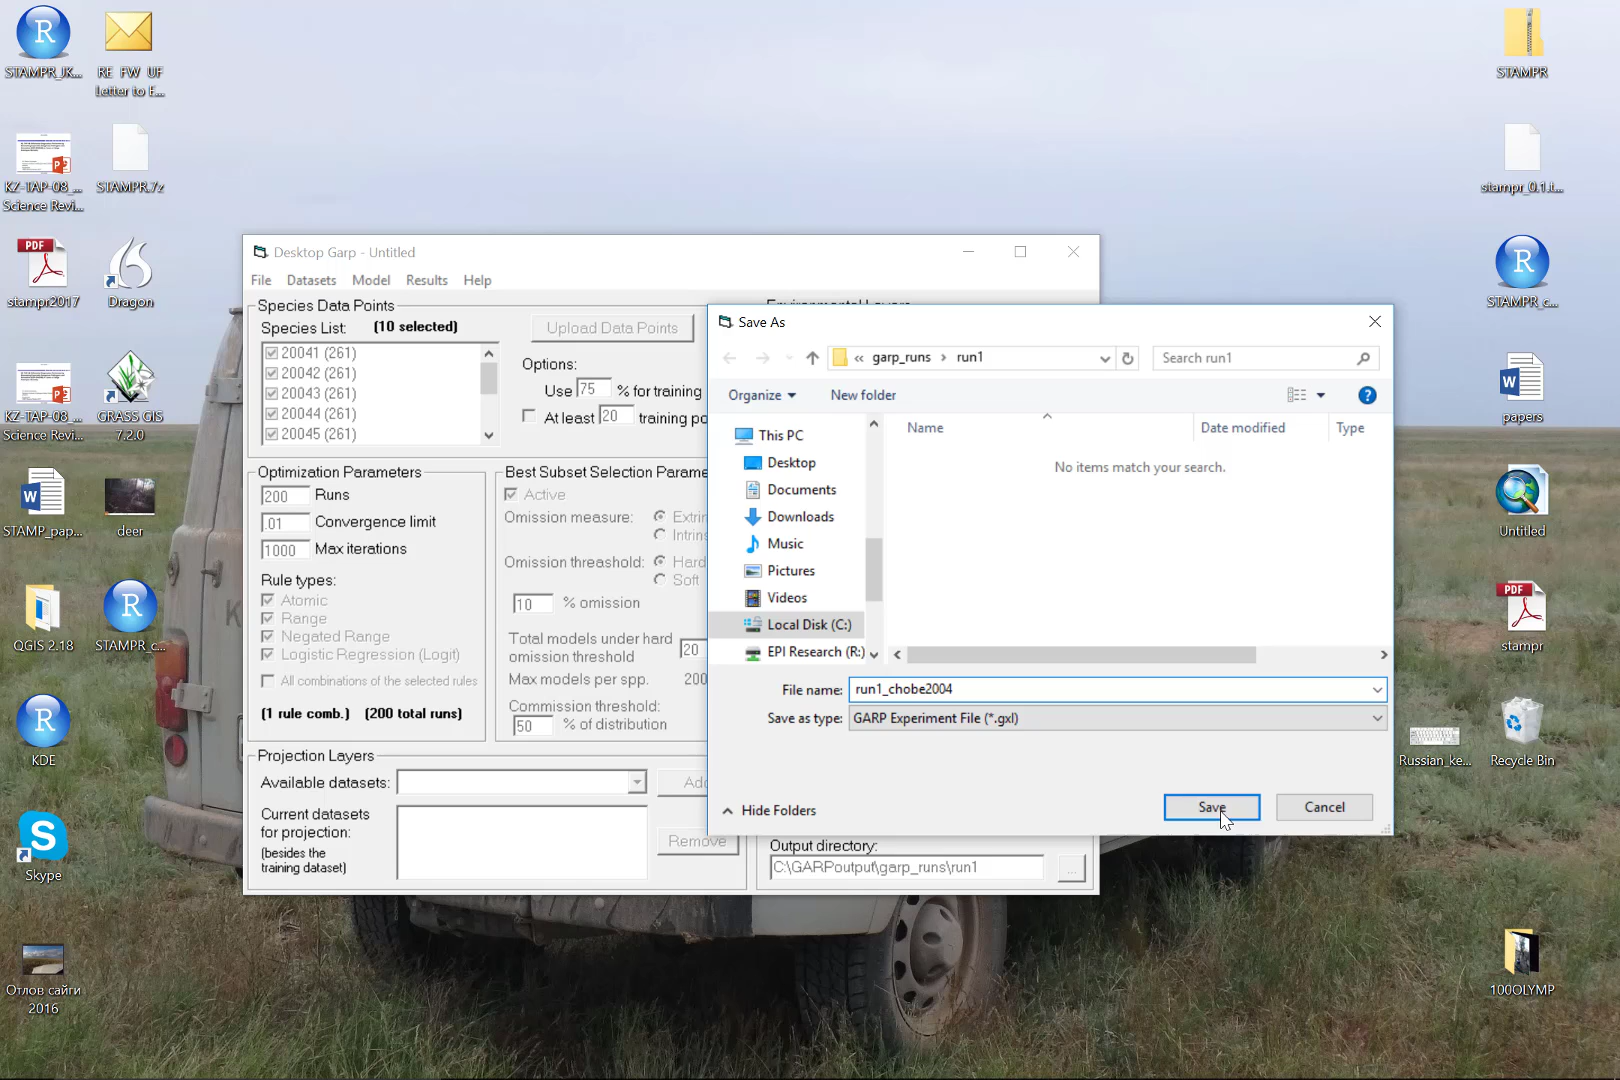 STAMPR_JK...
RE_FW_UF
Letter to E...
KZ-TAP-08_...
Science Revi...
STAMPR.7z
PDF
stampr2017
Dragon
KZ-TAP-08_...
Science Revi...
GRASS GIS
7.2.0
STAMP_pap...
deer
QGIS 2.18
STAMPR_c...
KDE
Skype
Отлов сайги
2016
STAMPR
stampr_0.1.t...
STAMPR_c...
papers
Untitled
PDF
stampr
Russian_ke...
Recycle Bin
100OLYMP
Desktop Garp - Untitled
File Datasets Model Results Help
Species Data Points
Species List: (10 selected)
Upload Data Points
20041 (261)
20042 (261)
20043 (261)
20044 (261)
20045 (261)
Options:
Use 75 % for training
At least 20 training po
Optimization Parameters
200 Runs
.01 Convergence limit
1000 Max iterations
Rule types:
Atomic
Range
Negated Range
Logistic Regression (Logit)
All combinations of the selected rules
(1 rule comb.) (200 total runs)
Best Subset Selection Parame
Active
Omission measure: Extrin
Intrins
Omission threashold: Hard
Soft
10 % omission
Total models under hard
omission threshold 20
Max models per spp. 200
Commission threshold:
50 % of distribution
Projection Layers
Available datasets:
Add
Current datasets
for projection:
(besides the
training dataset)
Remove
Output directory:
C:\GARPoutput\garp_runs\run1
...
Save As
« garp_runs › run1
Search run1
Organize New folder
This PC
Desktop
Documents
Downloads
Music
Pictures
Videos
Local Disk (C:)
EPI Research (R:)
Name Date modified Type
No items match your search.
File name: run1_chobe2004
Save as type: GARP Experiment File (*.gxl)
Hide Folders
Save
Cancel